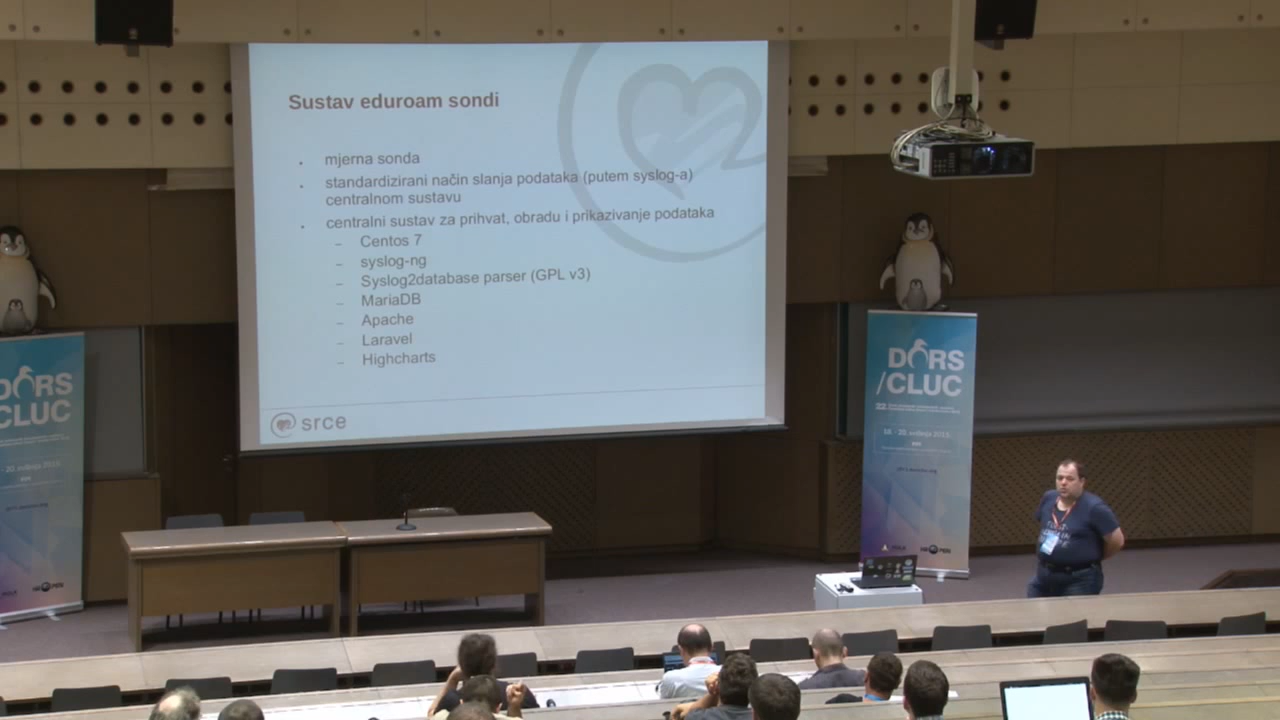 Sustav eduroam sondi
mjerna sonda
standardizirani način slanja podataka (putem syslog-a)
centralnom sustavu
centralni sustav za prihvat, obradu i prikazivanje podataka
– Centos 7
– syslog-ng
– Syslog2database parser (GPL v3)
– MariaDB
– Apache
– Laravel
– Highcharts
srce
DORS
/CLUC
DORS
CLUC